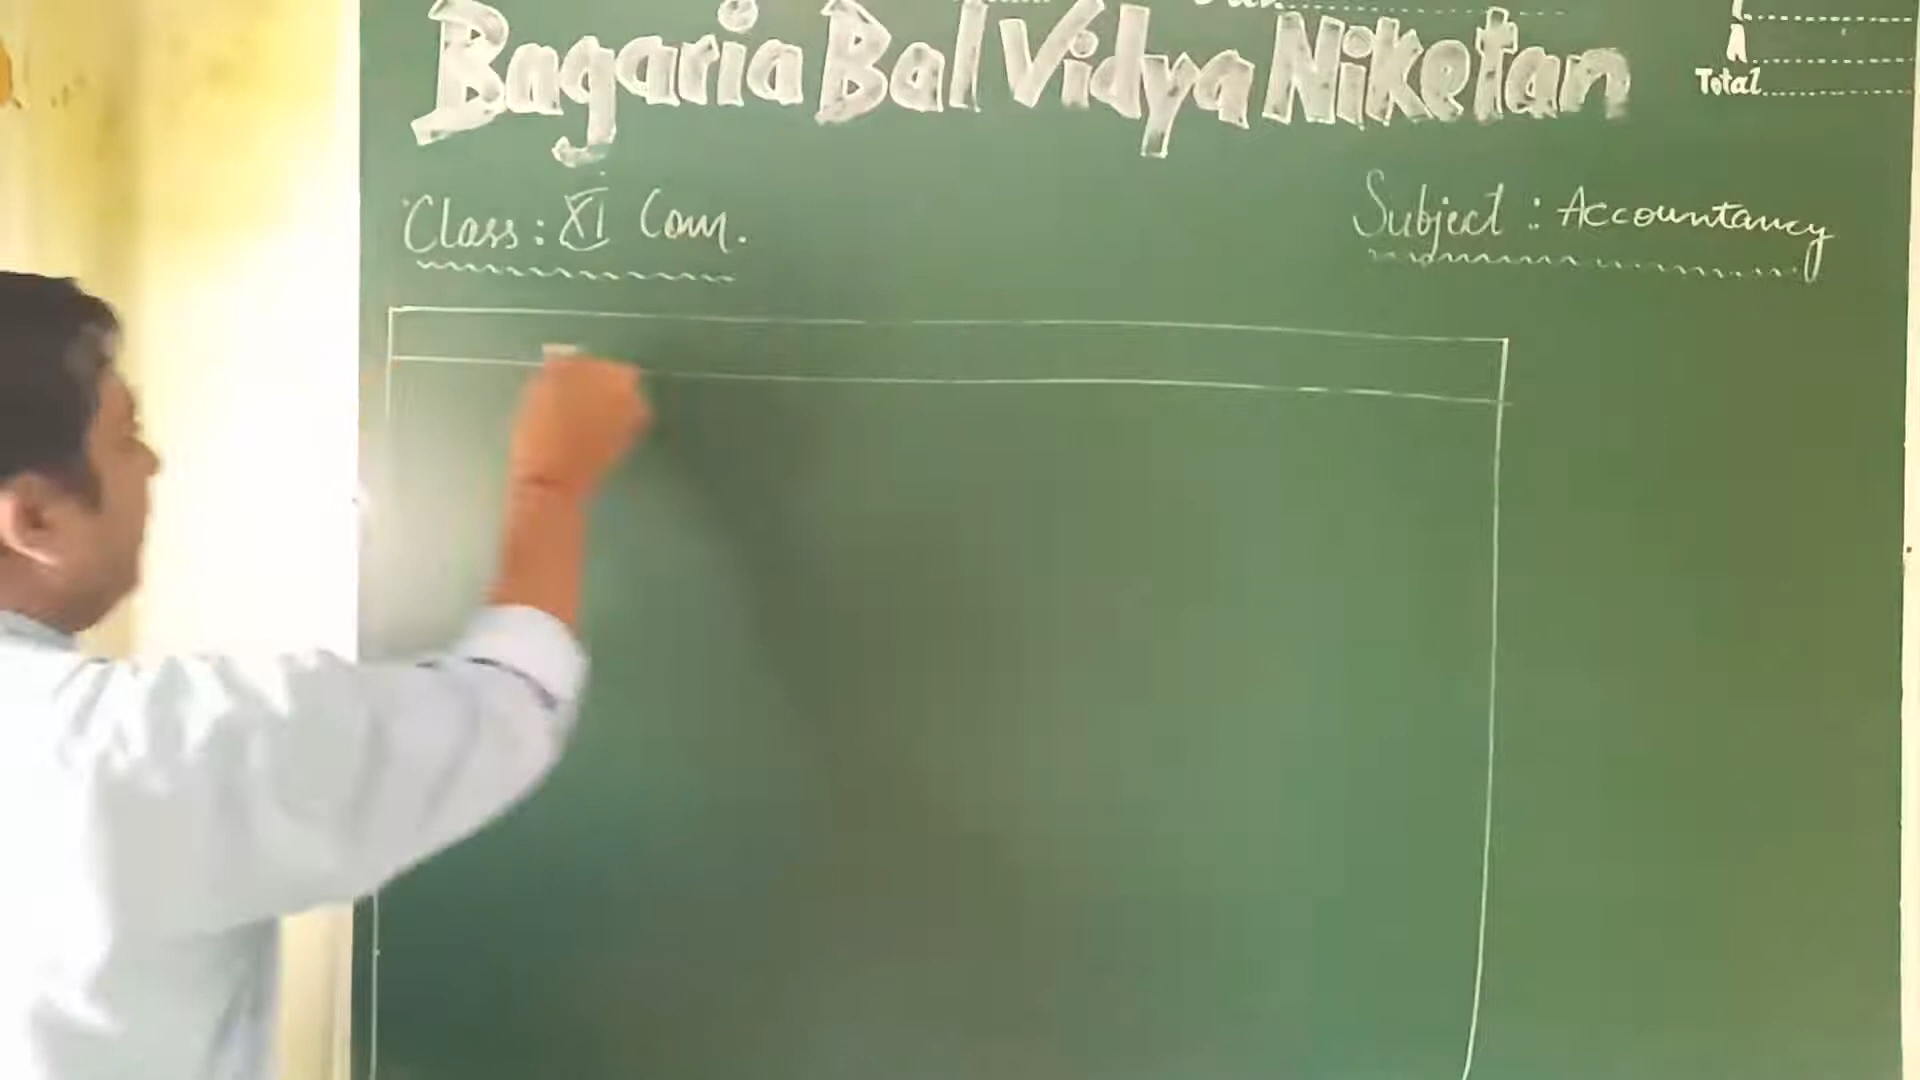 Bagaria Bal Vidya Niketan
A..........
Total..........
Class : XI Com.
Subject : Accountancy